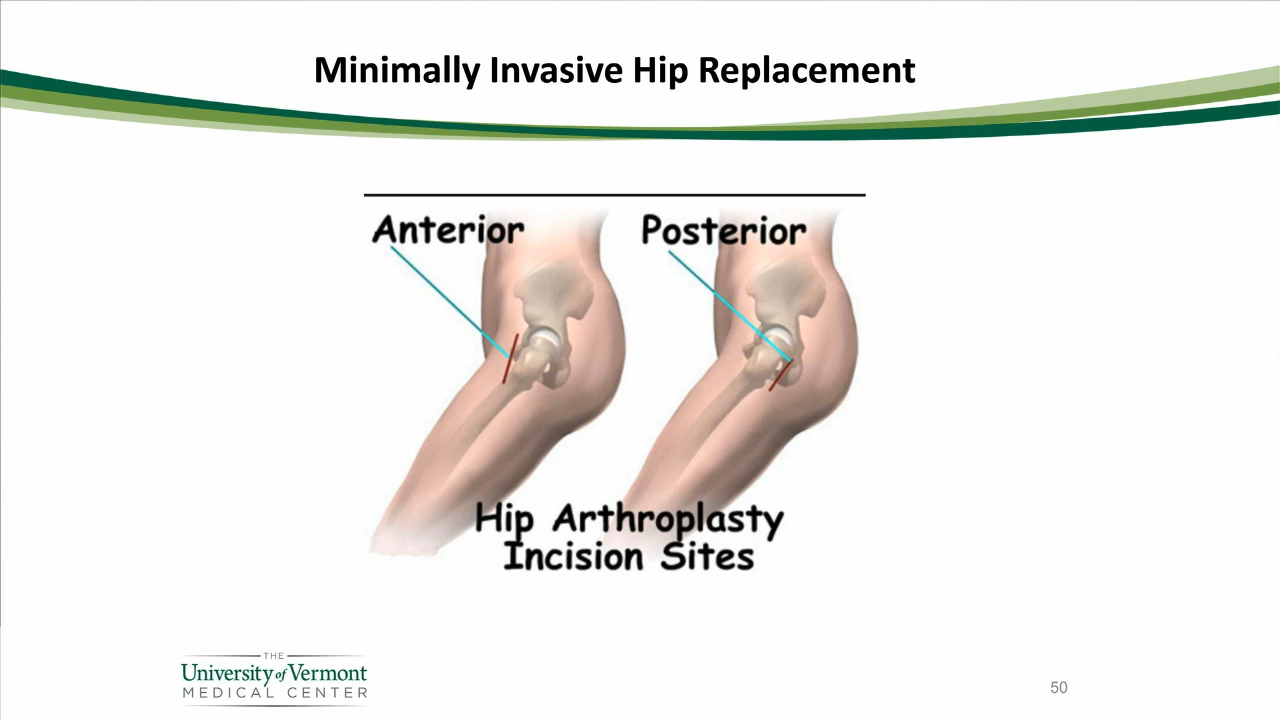 Minimally Invasive Hip Replacement
Anterior
Posterior
Hip Arthroplasty
Incision Sites
THE
University of Vermont
MEDICAL CENTER
50